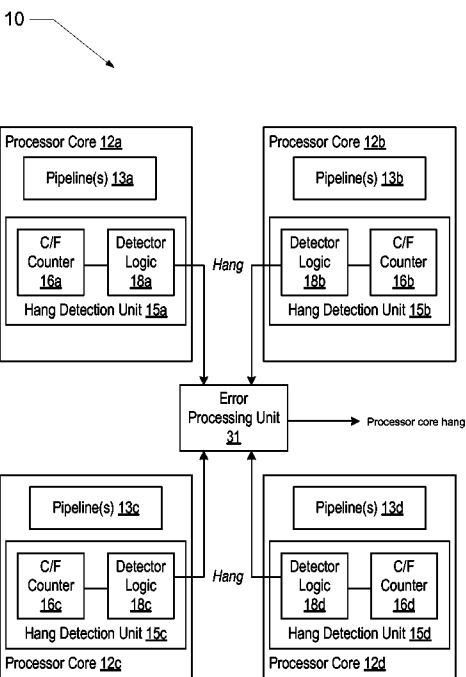 10
Processor Core 12a
Pipeline(s) 13a
C/F
Counter
16a
Detector
Logic
18a
Hang Detection Unit 15a
Hang
Processor Core 12b
Pipeline(s) 13b
Detector
Logic
18b
C/F
Counter
16b
Hang Detection Unit 15b
Error
Processing Unit
31
Processor core hang
Pipeline(s) 13c
C/F
Counter
16c
Detector
Logic
18c
Hang Detection Unit 15c
Processor Core 12c
Hang
Pipeline(s) 13d
Detector
Logic
18d
C/F
Counter
16d
Hang Detection Unit 15d
Processor Core 12d